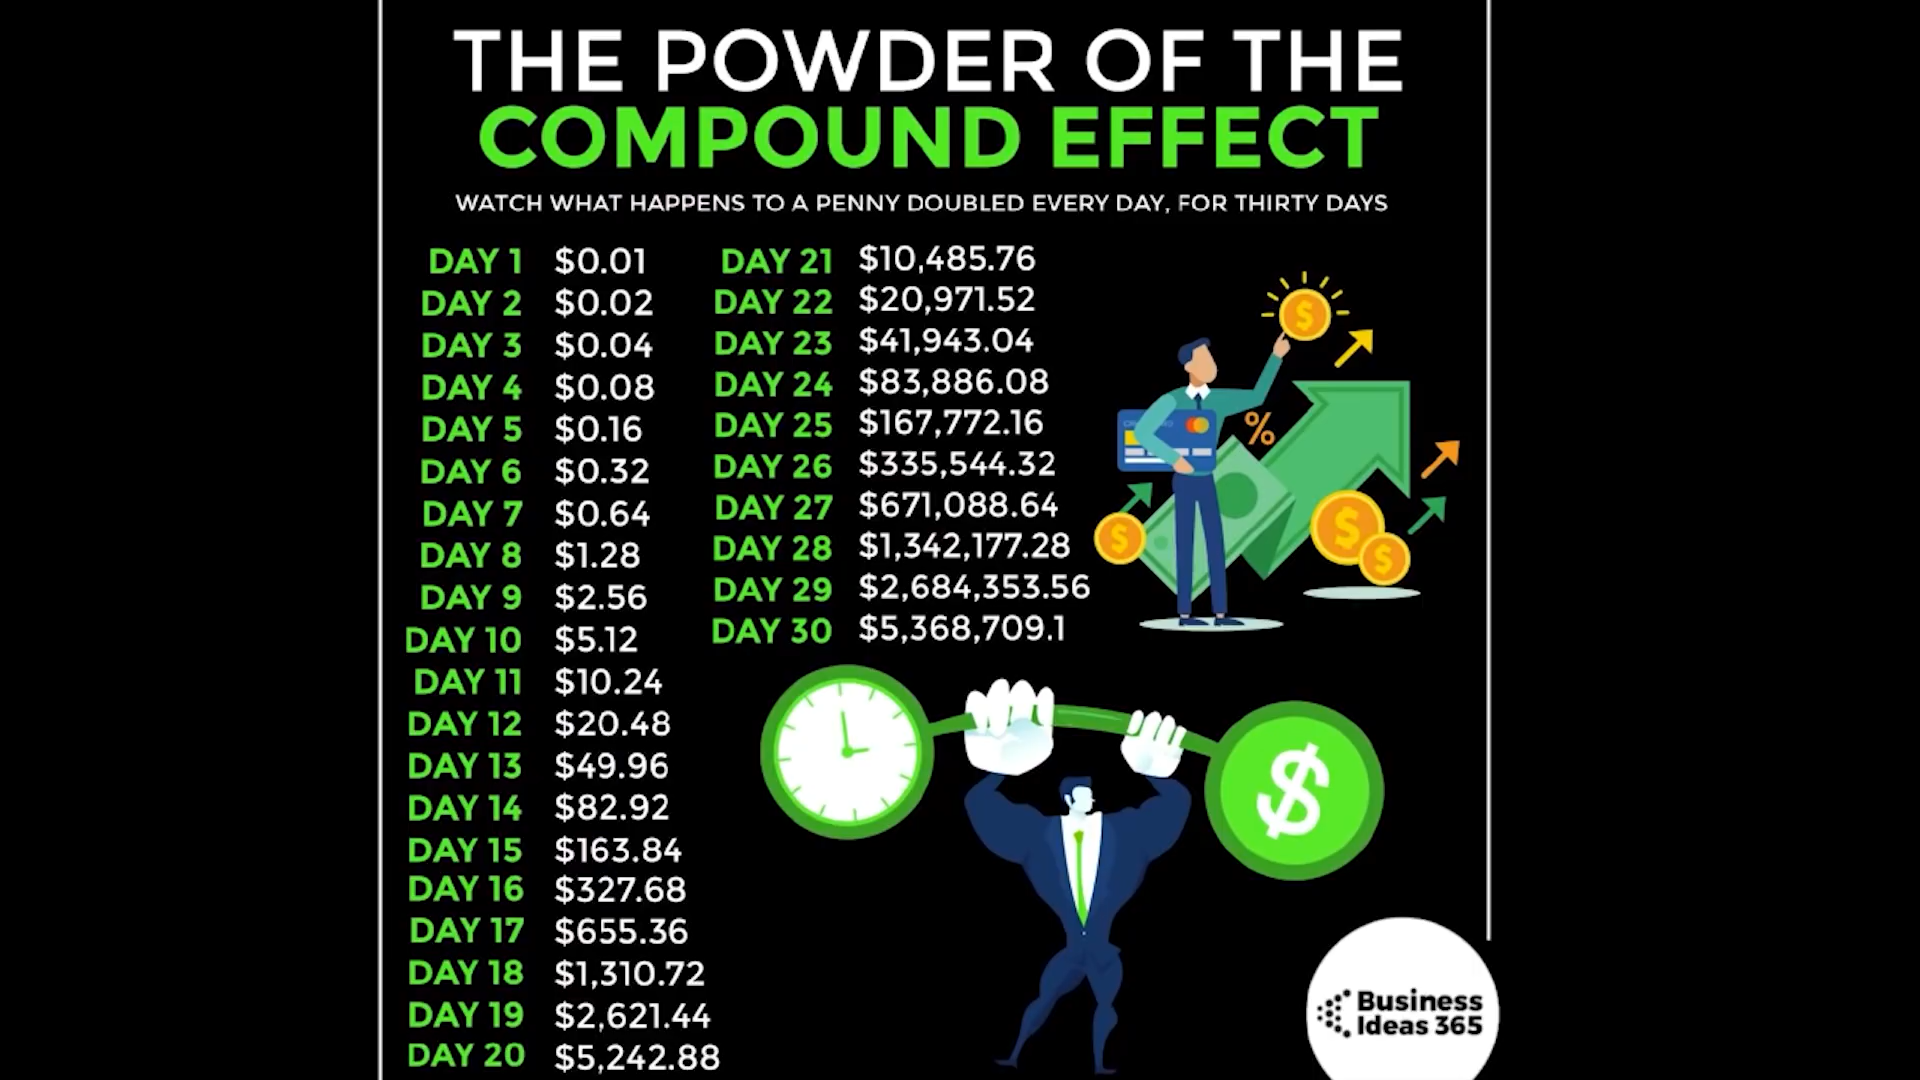 THE POWDER OF THE
COMPOUND EFFECT
WATCH WHAT HAPPENS TO A PENNY DOUBLED EVERY DAY, FOR THIRTY DAYS
DAY 1 $0.01
DAY 2 $0.02
DAY 3 $0.04
DAY 4 $0.08
DAY 5 $0.16
DAY 6 $0.32
DAY 7 $0.64
DAY 8 $1.28
DAY 9 $2.56
DAY 10 $5.12
DAY 11 $10.24
DAY 12 $20.48
DAY 13 $49.96
DAY 14 $82.92
DAY 15 $163.84
DAY 16 $327.68
DAY 17 $655.36
DAY 18 $1,310.72
DAY 19 $2,621.44
DAY 20 $5,242.88
DAY 21 $10,485.76
DAY 22 $20,971.52
DAY 23 $41,943.04
DAY 24 $83,886.08
DAY 25 $167,772.16
DAY 26 $335,544.32
DAY 27 $671,088.64
DAY 28 $1,342,177.28
DAY 29 $2,684,353.56
DAY 30 $5,368,709.1
%
$
$
$
$
$
Business
Ideas 365